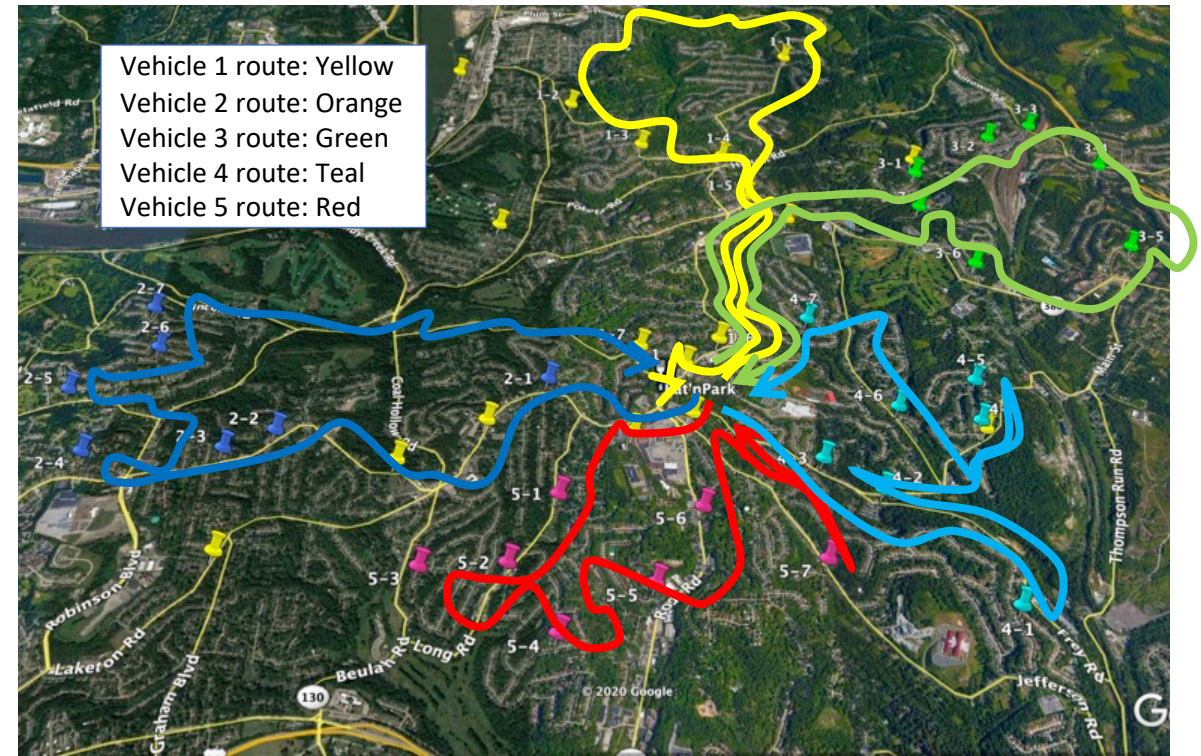 Vehicle 1 route: Yellow
Vehicle 2 route: Orange
Vehicle 3 route: Green
Vehicle 4 route: Teal
Vehicle 5 route: Red
1-1
1-2
1-3
1-4
1-5
3-1
3-2
3-3
3-5
3-6
2-7
2-6
2-5
2-1
2-2
2-4
4-7
4-5
4-6
4-3
4-2
4-1
380
Main St
Thompson Run Rd
Coal Hollow
5-1
5-2
5-3
5-4
5-5
5-6
5-7
Robinson Blvd
Laketon Rd
Graham Blvd
Beulah Rd
Long Rd
130
Frey Rd
Jefferson Rd
© 2020 Google
G